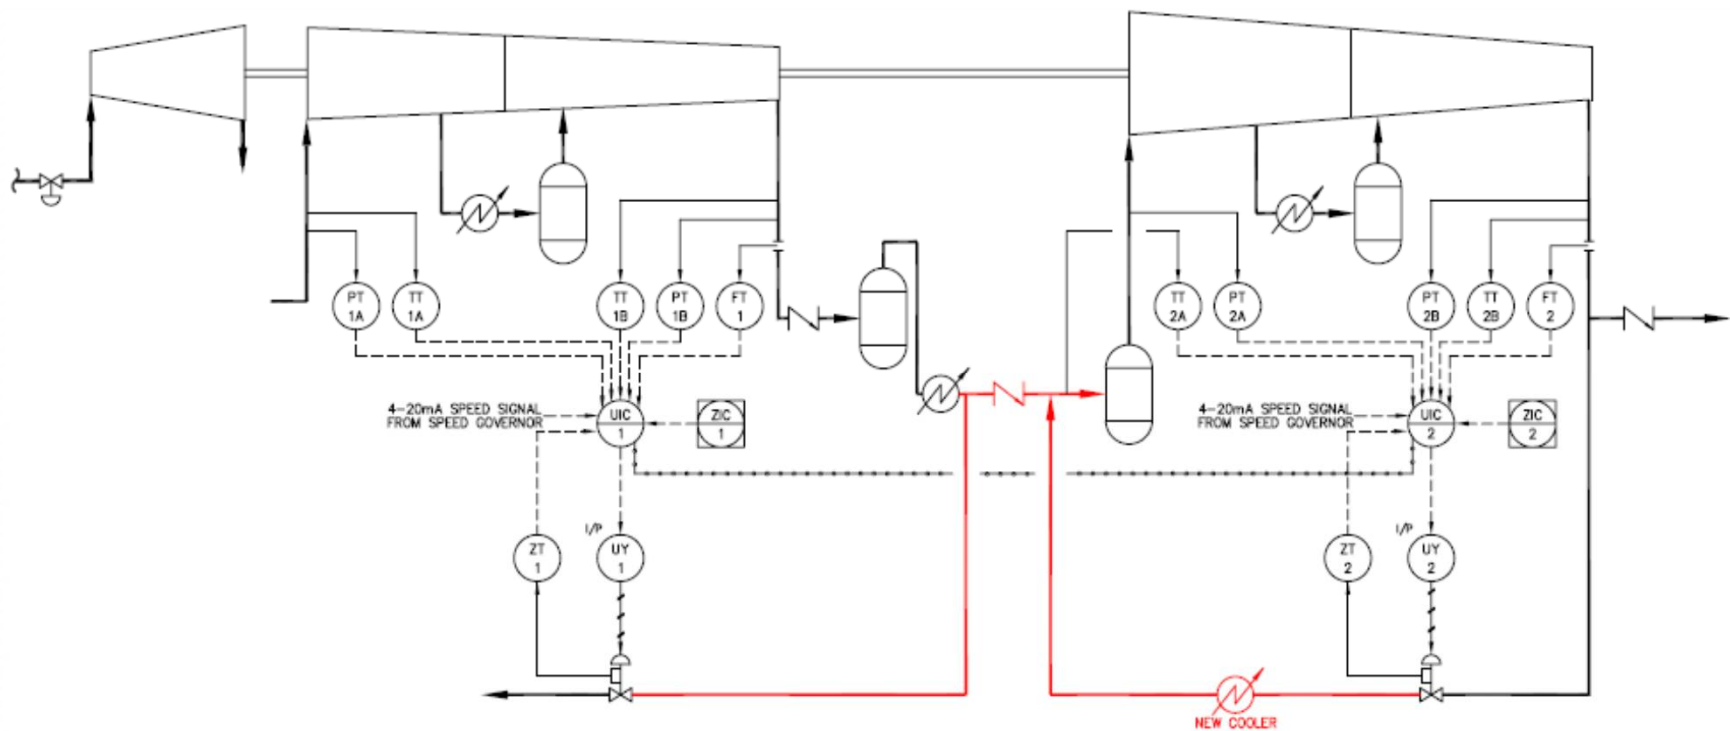 PT
1A
TT
1A
TT
1B
PT
1B
FT
1
TT
2A
PT
2A
PT
2B
TT
2B
FT
2
4-20mA SPEED SIGNAL
FROM SPEED GOVERNOR
UIC
1
ZIC
1
4-20mA SPEED SIGNAL
FROM SPEED GOVERNOR
UIC
2
ZIC
2
I/P
ZT
1
UY
1
I/P
ZT
2
UY
2
NEW COOLER